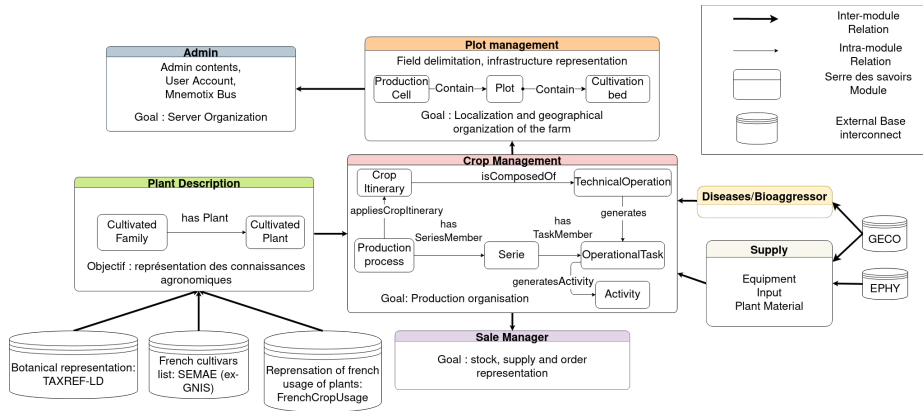 Admin
Admin contents,
User Account,
Mnemotix Bus
Goal : Server Organization
Plot management
Field delimitation, infrastructure representation
Production
Cell
Contain
Plot
Contain
Cultivation
bed
Goal : Localization and geographical
organization of the farm
Inter-module
Relation
Intra-module
Relation
Serre des savoirs
Module
External Base
interconnect
Plant Description
Cultivated
Family
has Plant
Cultivated
Plant
Objectif : représentation des connaissances
agronomiques
Crop Management
Crop
Itinerary
isComposedOf
TechnicalOperation
appliesCropItinerary
generates
Production
process
has
SeriesMember
Serie
has
TaskMember
OperationalTask
generatesActivity
Activity
Goal: Production organisation
Diseases/Bioaggressor
GECO
Supply
Equipment
Input
Plant Material
EPHY
Sale Manager
Goal : stock, supply and order
representation
Botanical representation:
TAXREF-LD
French cultivars
list: SEMAE (ex-
GNIS)
Reprensation of french
usage of plants:
FrenchCropUsage